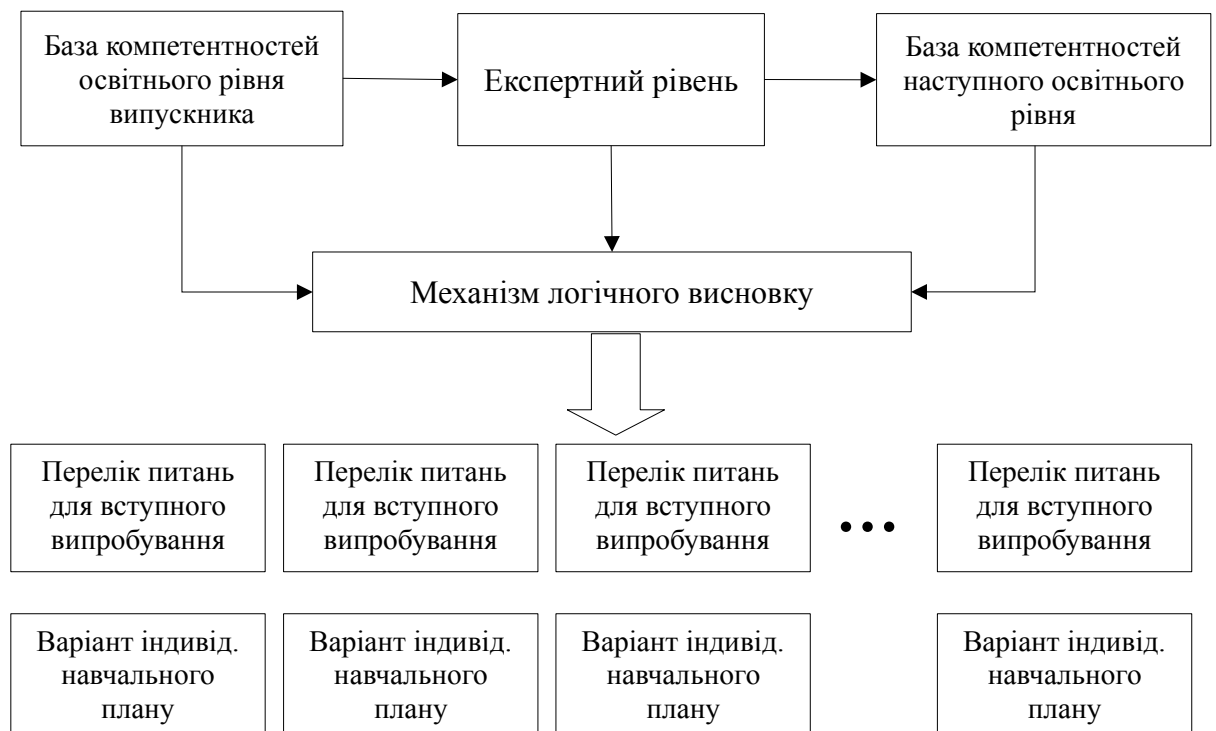 База компетентностей
освітнього рівня
випускника
Експертний рівень
База компетентностей
наступного освітнього
рівня
Механізм логічного висновку
Перелік питань
для вступного
випробування
Перелік питань
для вступного
випробування
Перелік питань
для вступного
випробування
•••
Перелік питань
для вступного
випробування
Варіант індивід.
навчального
плану
Варіант індивід.
навчального
плану
Варіант індивід.
навчального
плану
Варіант індивід.
навчального
плану